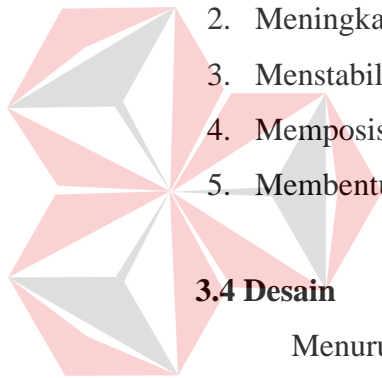 2. Meningka
3. Menstabil
4. Memposis
5. Membentu
3.4 Desain
Menuru